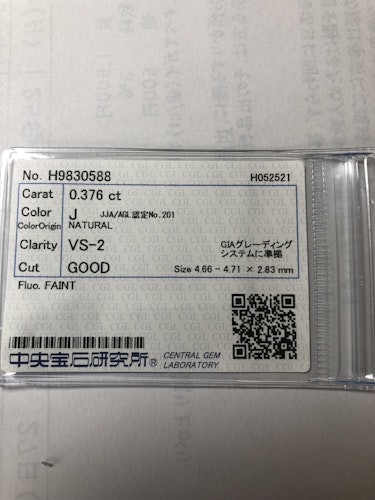 No. H9830588 H052521
Carat 0.376 ct
Color J JJA/AGL認定No.201
ColorOrigin NATURAL
Clarity VS-2 GIAグレーディング
システムに準拠
Cut GOOD Size 4.66 - 4.71 × 2.83 mm
Fluo. FAINT
中央宝石研究所® CENTRAL GEM
LABORATORY